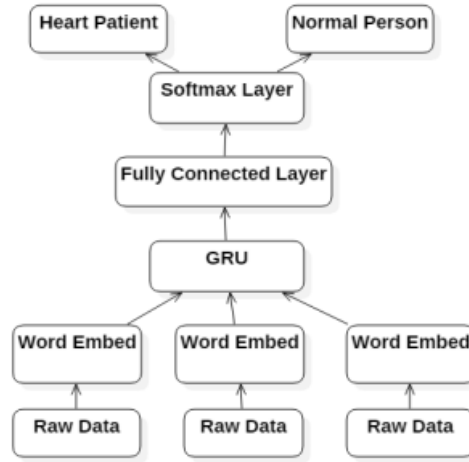 Heart Patient
Normal Person
Softmax Layer
Fully Connected Layer
GRU
Word Embed
Word Embed
Word Embed
Raw Data
Raw Data
Raw Data